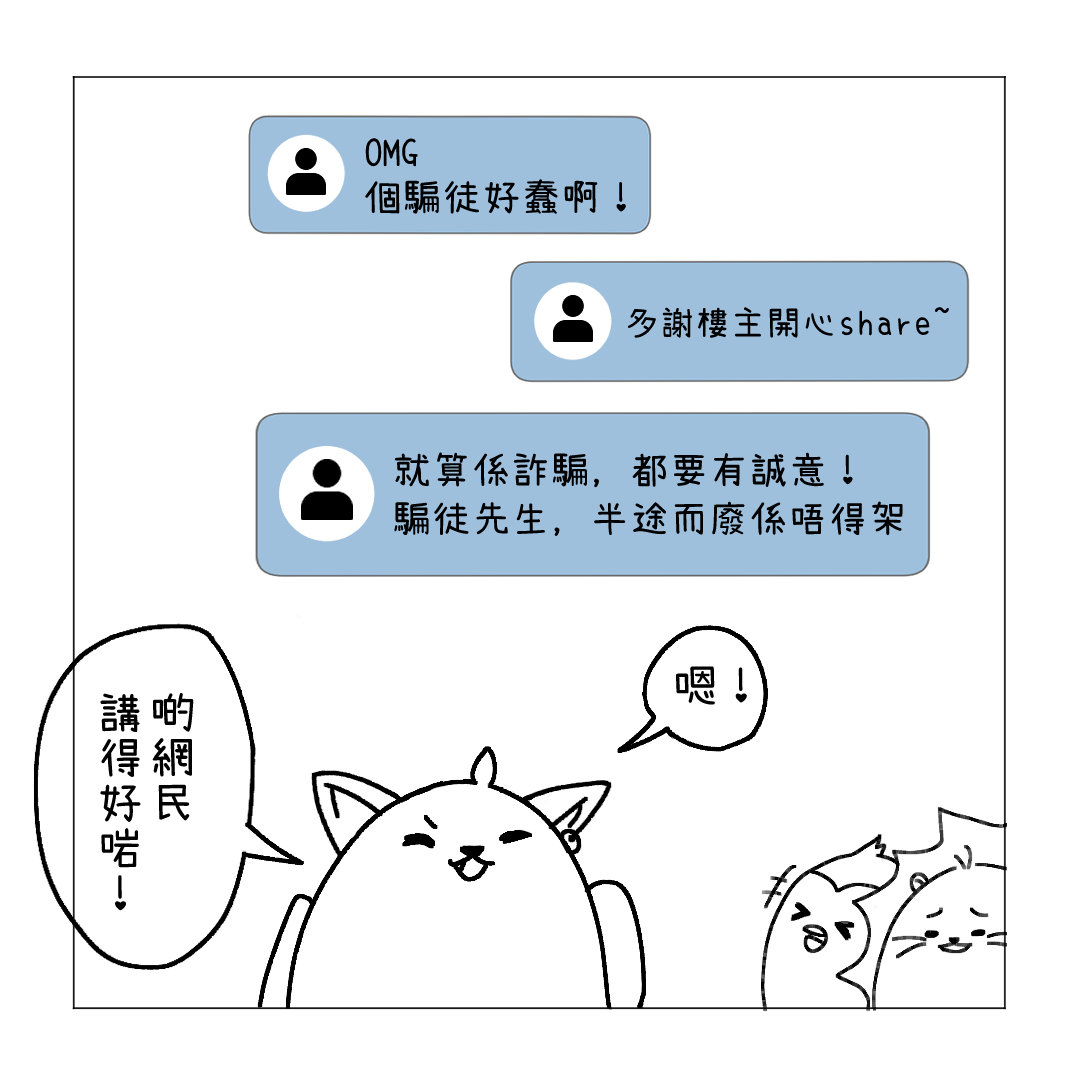 OMG
個騙徒好蠢啊！
多謝樓主開心share~
就算係詐騙，都要有誠意！
騙徒先生，半途而廢係唔得架
嗯！
啲網民
講得好啱！